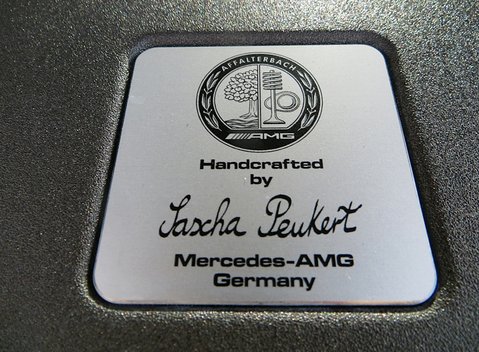 AFFALTERBACH
AMG
Handcrafted
by
Sascha Peukert
Mercedes-AMG
Germany